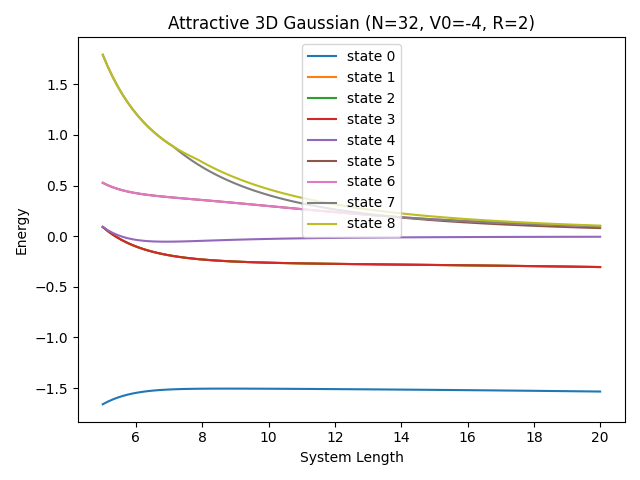 Attractive 3D Gaussian (N=32, V0=-4, R=2)
state 0
state 1
state 2
state 3
state 4
state 5
state 6
state 7
state 8
1.5
1.0
0.5
0.0
−0.5
−1.0
−1.5
Energy
6 8 10 12 14 16 18 20
System Length